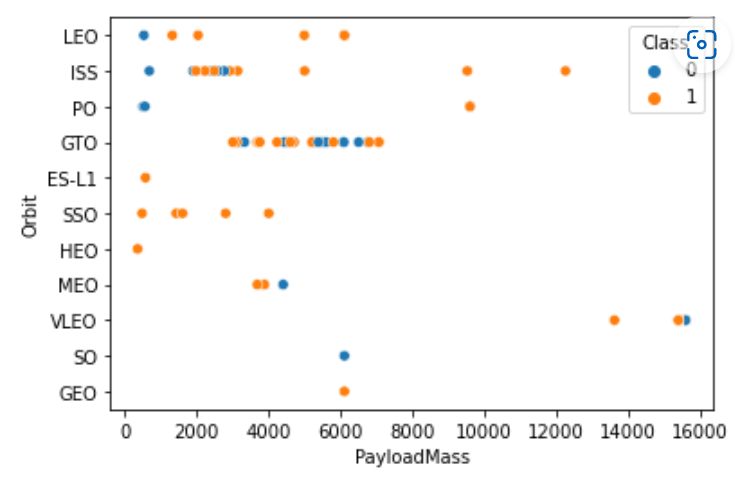 LEO
ISS
PO
GTO
ES-L1
SSO
HEO
MEO
VLEO
SO
GEO
Orbit
0 2000 4000 6000 8000 10000 12000 14000 16000
PayloadMass
Class
0
1